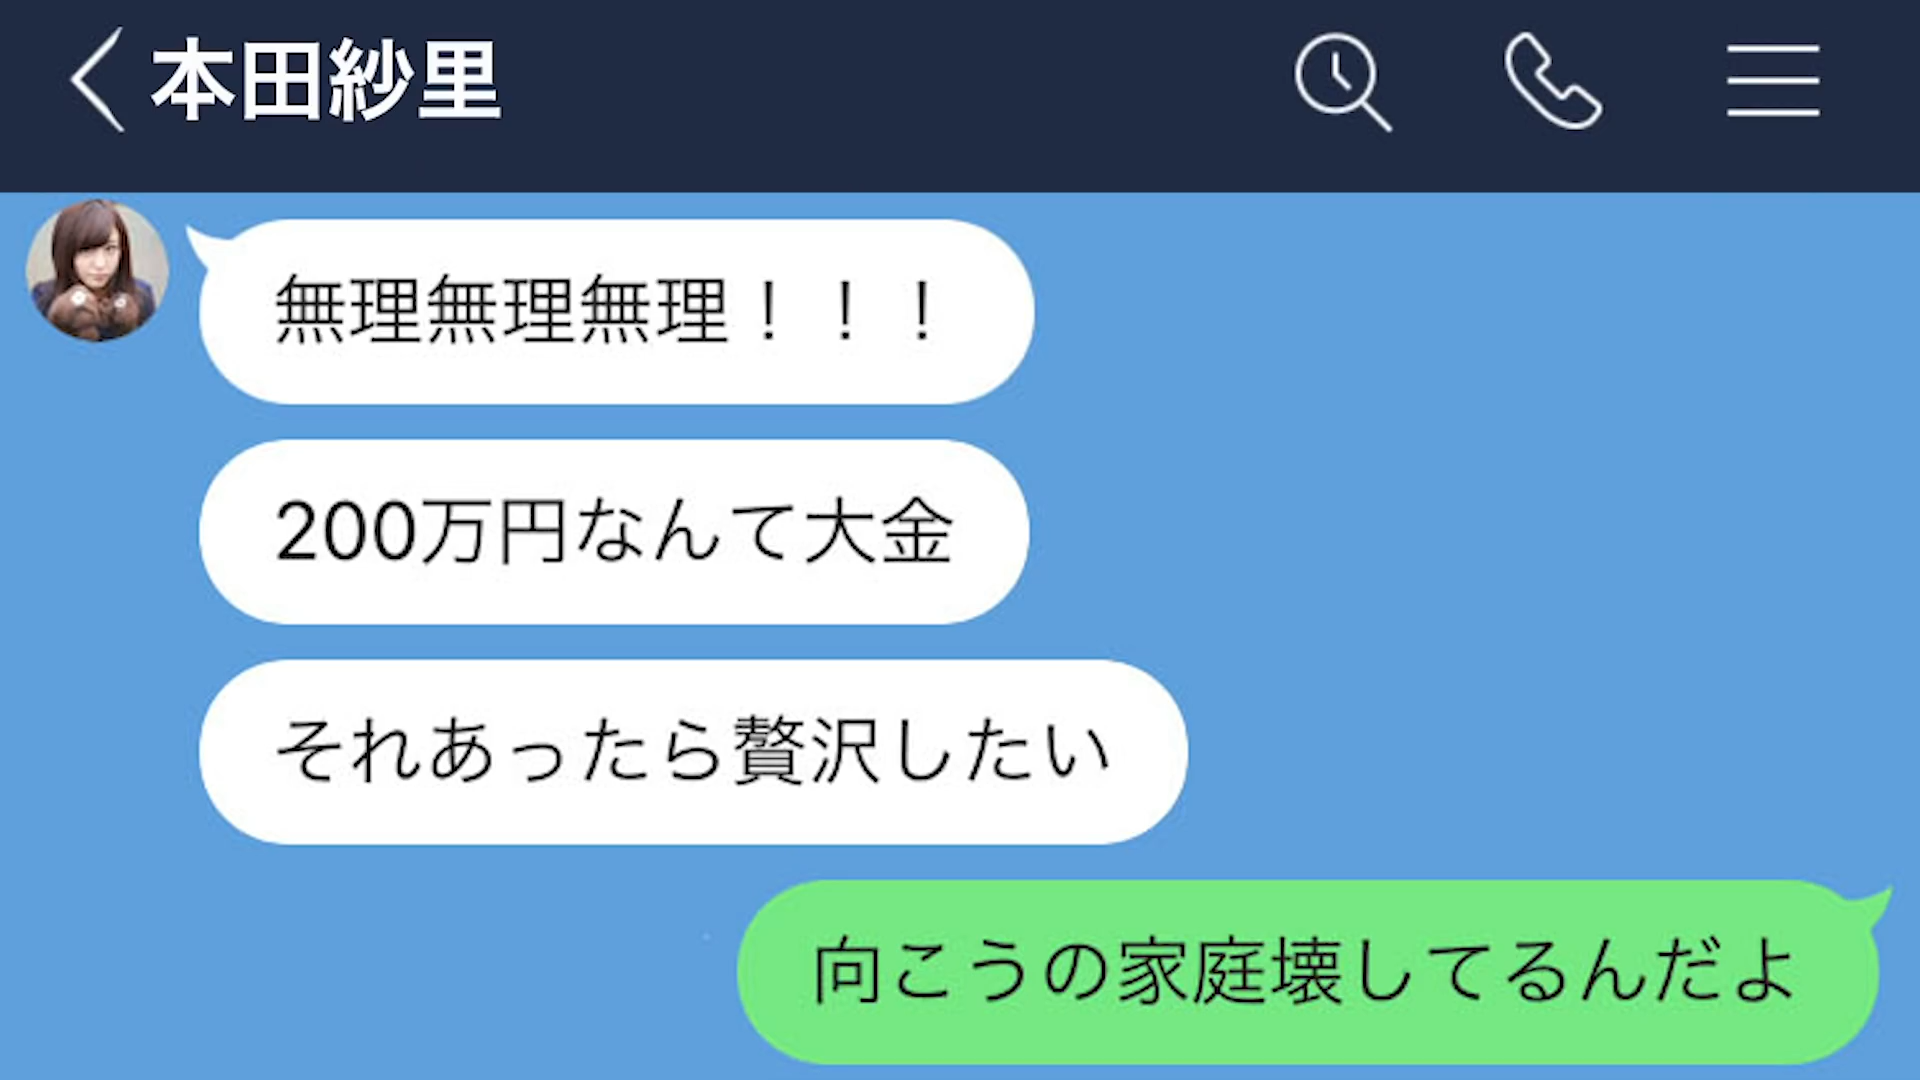 本田紗里
無理無理無理！！！
200万円なんて大金
それあったら贅沢したい
向こうの家庭壊してるんだよ